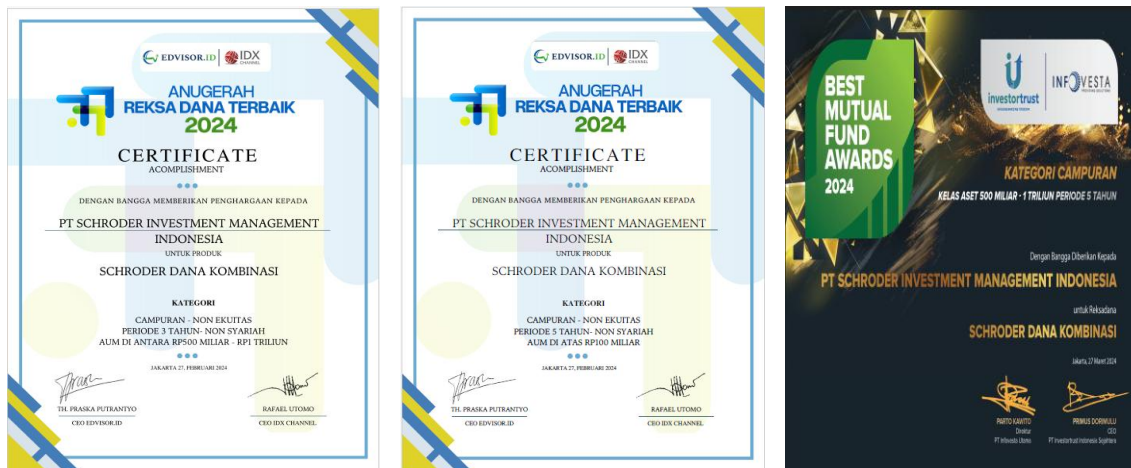 EDVISOR.ID
IDX
CHANNEL
ANUGERAH
REKSA DANA TERBAIK
2024
CERTIFICATE
ACOMPLISHMENT
DENGAN BANGGA MEMBERIKAN PENGHARGAAN KEPADA
PT SCHRODER INVESTMENT MANAGEMENT
INDONESIA
UNTUK PRODUK
SCHRODER DANA KOMBINASI
KATEGORI
CAMPURAN - NON EKUITAS
PERIODE 3 TAHUN- NON SYARIAH
AUM DI ANTARA RP500 MILIAR - RP1 TRILIUN
JAKARTA 27, FEBRUARI 2024
TH. PRASKA PUTRANTYO
CEO EDVISOR.ID
RAFAEL UTOMO
CEO IDX CHANNEL
EDVISOR.ID
IDX
CHANNEL
ANUGERAH
REKSA DANA TERBAIK
2024
CERTIFICATE
ACOMPLISHMENT
DENGAN BANGGA MEMBERIKAN PENGHARGAAN KEPADA
PT SCHRODER INVESTMENT MANAGEMENT
INDONESIA
UNTUK PRODUK
SCHRODER DANA KOMBINASI
KATEGORI
CAMPURAN - NON EKUITAS
PERIODE 5 TAHUN- NON SYARIAH
AUM DI ATAS RP100 MILIAR
JAKARTA 27, FEBRUARI 2024
TH. PRASKA PUTRANTYO
CEO EDVISOR.ID
RAFAEL UTOMO
CEO IDX CHANNEL
BEST
MUTUAL
FUND
AWARDS
2024
investortrust
INFOVESTA
KATEGORI CAMPURAN
KELAS ASET 500 MILIAR - 1 TRILIUN PERIODE 5 TAHUN
Dengan Bangga Diberikan Kepada
PT SCHRODER INVESTMENT MANAGEMENT INDONESIA
untuk Reksadana
SCHRODER DANA KOMBINASI
Jakarta, 27 Maret 2024
PARTO KAWITO
Direktur
PT Infovesta Utama
PRIMUS DORIMULU
CEO
PT Investortrust Indonesia Sejahtera